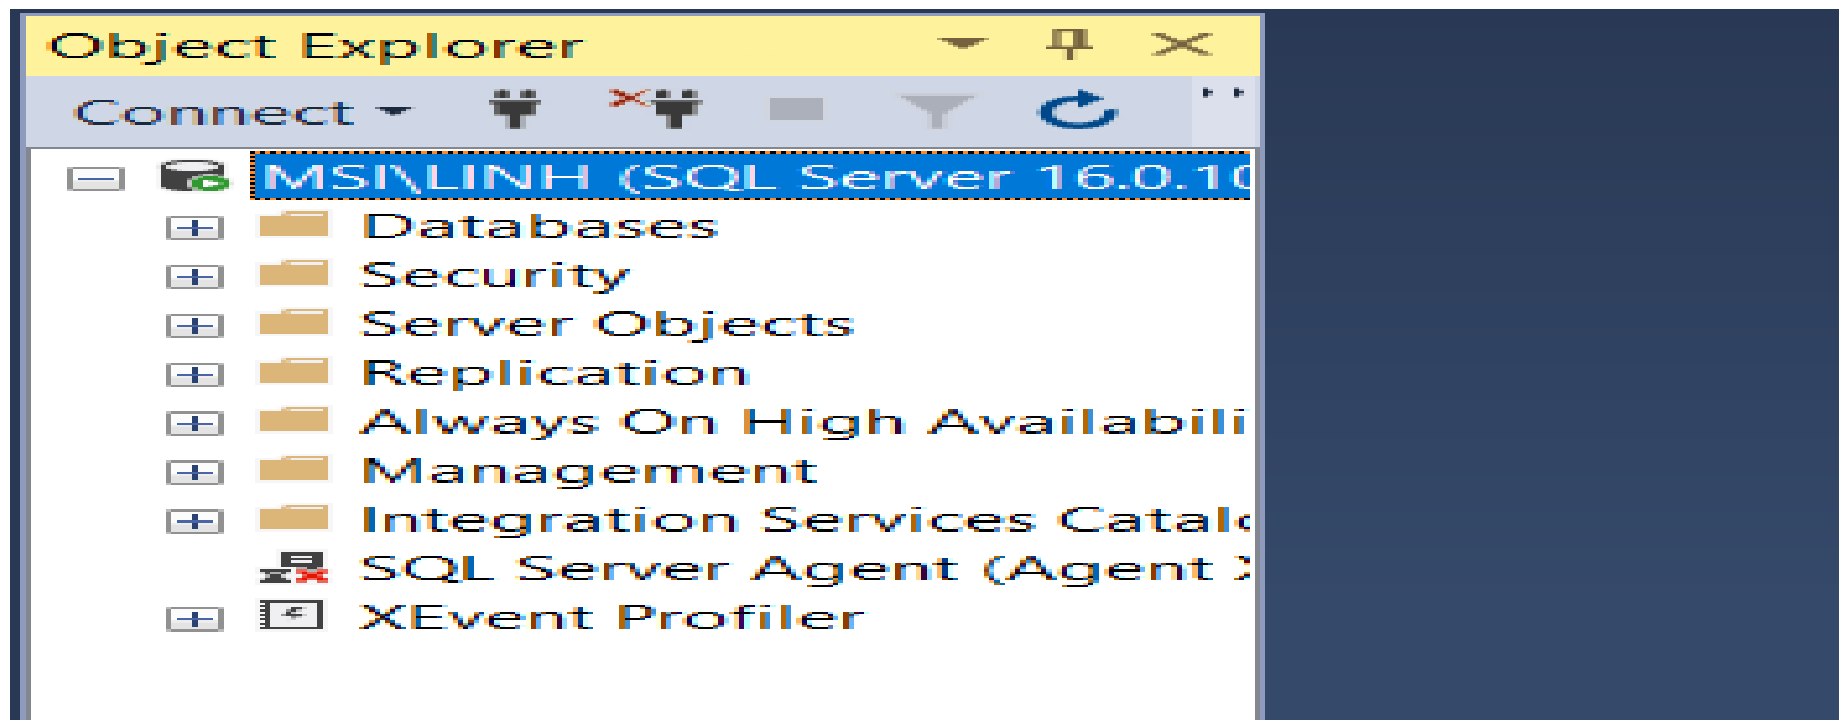 Object Explorer
Connect
MSI\LINH (SQL Server 16.0.10
Databases
Security
Server Objects
Replication
Always On High Availabili
Management
Integration Services Catal
SQL Server Agent (Agent
XEvent Profiler